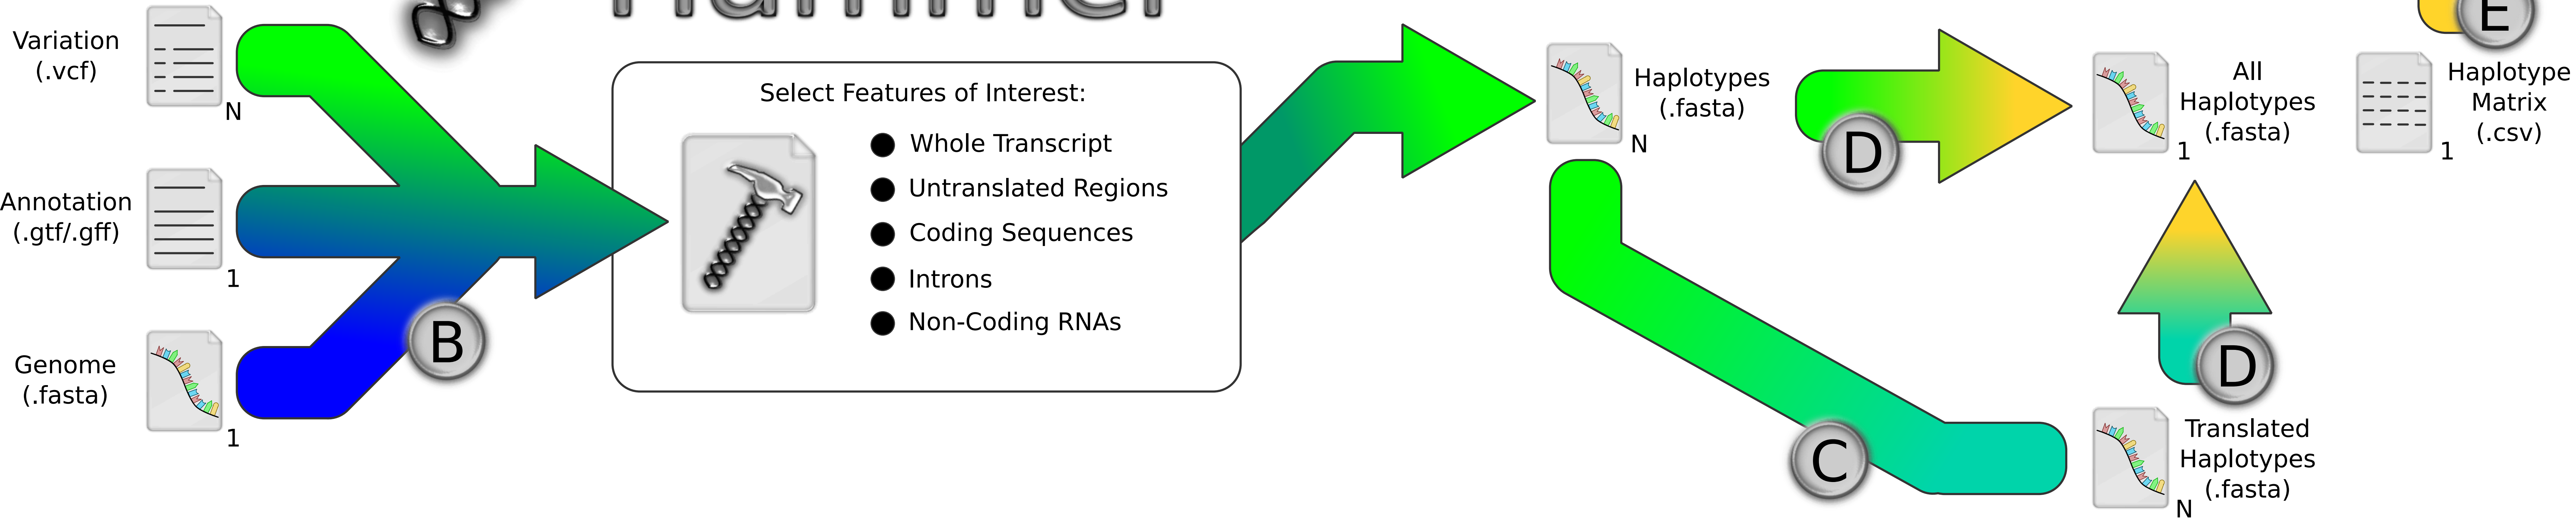 Variation
(.vcf)
N
Annotation
(.gtf/.gff)
1
Genome
(.fasta)
1
B
Select Features of Interest:
Whole Transcript
Untranslated Regions
Coding Sequences
Introns
Non-Coding RNAs
Haplotypes
(.fasta)
N
D
C
All
Haplotypes
(.fasta)
1
D
Translated
Haplotypes
(.fasta)
N
E
Haplotype
Matrix
(.csv)
1